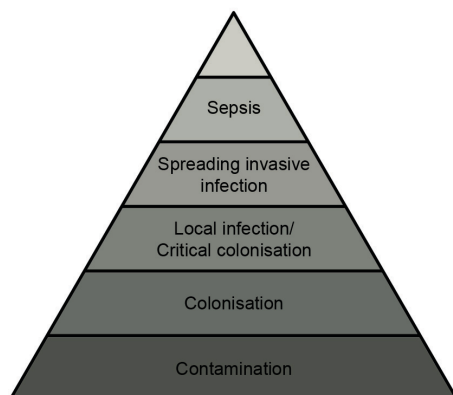 Sepsis
Spreading invasive
infection
Local infection/
Critical colonisation
Colonisation
Contamination